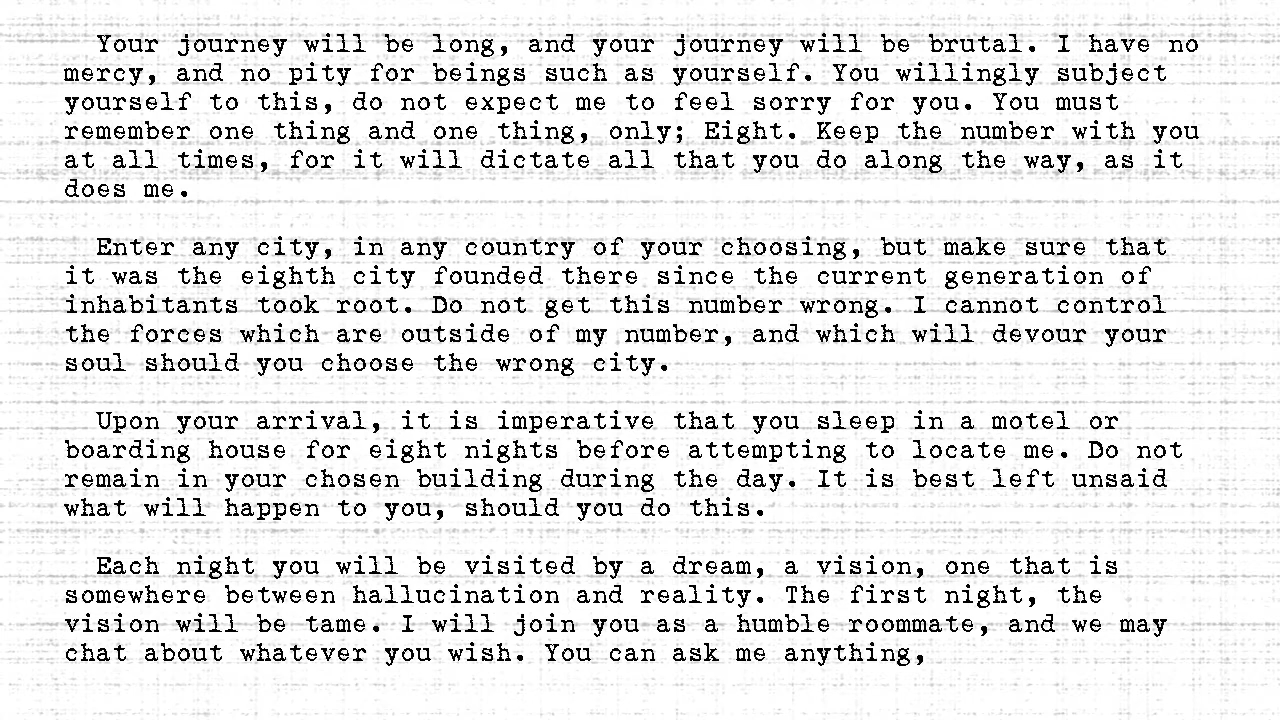 Your journey will be long, and your journey will be brutal. I have no
mercy, and no pity for beings such as yourself. You willingly subject
yourself to this, do not expect me to feel sorry for you. You must
remember one thing and one thing, only; Eight. Keep the number with you
at all times, for it will dictate all that you do along the way, as it
does me.
Enter any city, in any country of your choosing, but make sure that
it was the eighth city founded there since the current generation of
inhabitants took root. Do not get this number wrong. I cannot control
the forces which are outside of my number, and which will devour your
soul should you choose the wrong city.
Upon your arrival, it is imperative that you sleep in a motel or
boarding house for eight nights before attempting to locate me. Do not
remain in your chosen building during the day. It is best left unsaid
what will happen to you, should you do this.
Each night you will be visited by a dream, a vision, one that is
somewhere between hallucination and reality. The first night, the
vision will be tame. I will join you as a humble roommate, and we may
chat about whatever you wish. You can ask me anything,